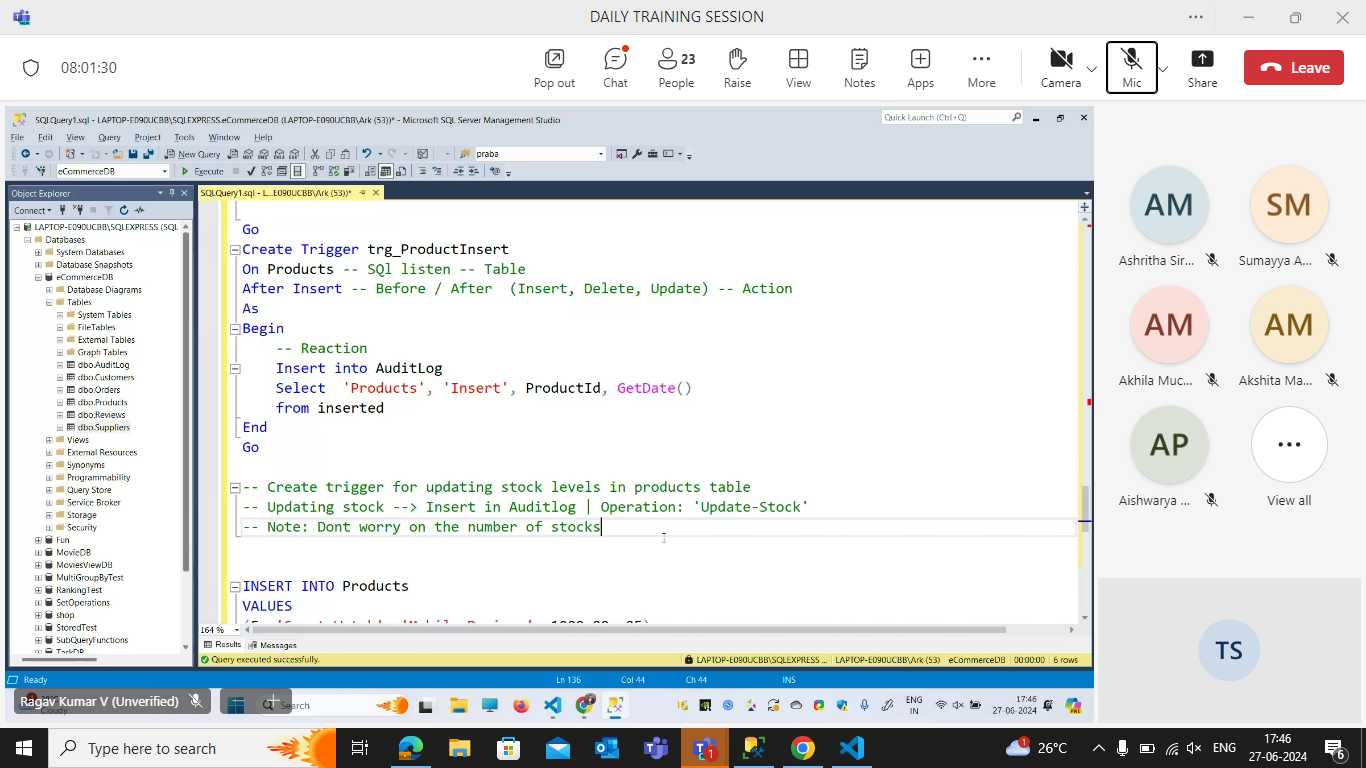 DAILY TRAINING SESSION
08:01:30
Pop out
Chat
23
People
Raise
View
Notes
Apps
More
Camera
Mic
Share
Leave
SQLQuery1.sql - LAPTOP-E090UCBB\SQLEXPRESS.eCommerceDB (LAPTOP-E090UCBB\Ark (53))* - Microsoft SQL Server Management Studio
Quick Launch (Ctrl+Q)
File Edit View Query Project Tools Window Help
New Query
praba
eCommerceDB
Execute
Object Explorer
SQLQuery1.sql - L...E090UCBB\Ark (53))*
Connect
LAPTOP-E090UCBB\SQLEXPRESS (SQL
Databases
System Databases
Database Snapshots
eCommerceDB
Database Diagrams
Tables
System Tables
FileTables
External Tables
Graph Tables
dbo.AuditLog
dbo.Customers
dbo.Orders
dbo.Products
dbo.Reviews
dbo.Suppliers
Views
External Resources
Synonyms
Programmability
Query Store
Service Broker
Storage
Security
Fun
MovieDB
MoviesViewDB
MultiGroupByTest
RankingTest
SetOperations
shop
StoredTest
SubQueryFunctions
Go
Create Trigger trg_ProductInsert
On Products -- SQl listen -- Table
After Insert -- Before / After (Insert, Delete, Update) -- Action
As
Begin
-- Reaction
Insert into AuditLog
Select 'Products', 'Insert', ProductId, GetDate()
from inserted
End
Go
-- Create trigger for updating stock levels in products table
-- Updating stock --> Insert in Auditlog | Operation: 'Update-Stock'
-- Note: Dont worry on the number of stocks
INSERT INTO Products
VALUES
164 %
Results
Messages
Query executed successfully.
LAPTOP-E090UCBB\SQLEXPRESS ...
LAPTOP-E090UCBB\Ark (53)
eCommerceDB
00:00:00
6 rows
Ready
Ln 136
Col 44
Ch 44
INS
Ragav Kumar V (Unverified)
Search
ENG
IN
17:46
27-06-2024
AM
Ashritha Sir...
SM
Sumayya A...
AM
Akhila Muc...
AM
Akshita Ma...
AP
Aishwarya ...
View all
TS
Type here to search
1
1
26°C
ENG
17:46
27-06-2024
6